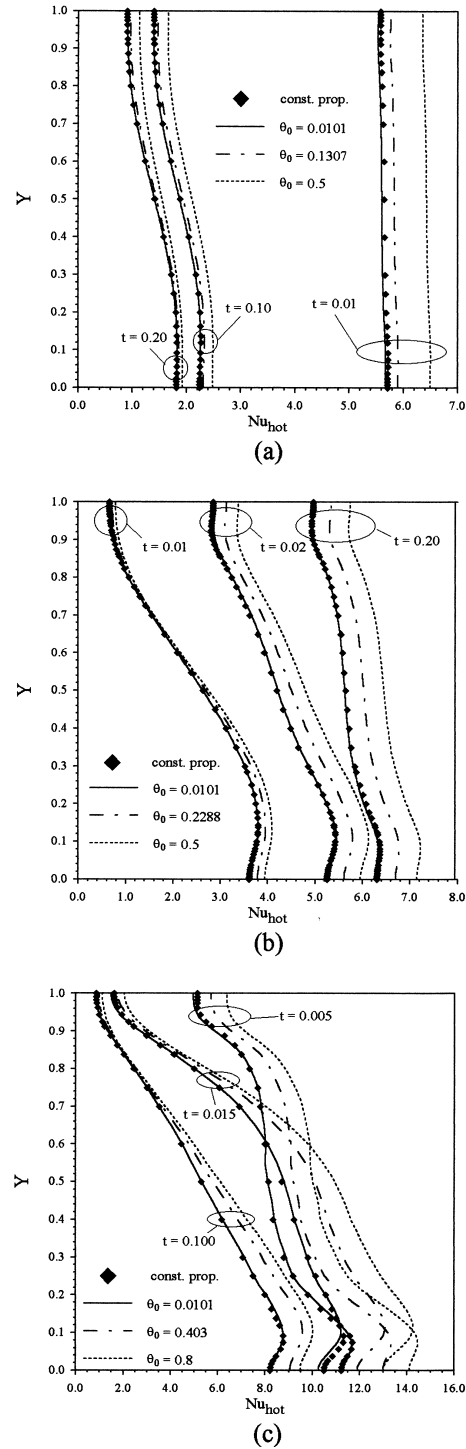 1.0
0.9
0.8
0.7
0.6
0.5
0.4
0.3
0.2
0.1
0.0
Y
const. prop.
θ0 = 0.0101
θ0 = 0.1307
θ0 = 0.5
t = 0.20
t = 0.10
t = 0.01
0.0 1.0 2.0 3.0 4.0 5.0 6.0 7.0
Nuhot
(a)
1.0
0.9
0.8
0.7
0.6
0.5
0.4
0.3
0.2
0.1
0.0
Y
t = 0.01
t = 0.02
t = 0.20
const. prop.
θ0 = 0.0101
θ0 = 0.2288
θ0 = 0.5
0.0 1.0 2.0 3.0 4.0 5.0 6.0 7.0 8.0
Nuhot
(b)
1.0
0.9
0.8
0.7
0.6
0.5
0.4
0.3
0.2
0.1
0.0
Y
t = 0.005
t = 0.015
t = 0.100
const. prop.
θ0 = 0.0101
θ0 = 0.403
θ0 = 0.8
0.0 2.0 4.0 6.0 8.0 10.0 12.0 14.0 16.0
Nuhot
(c)